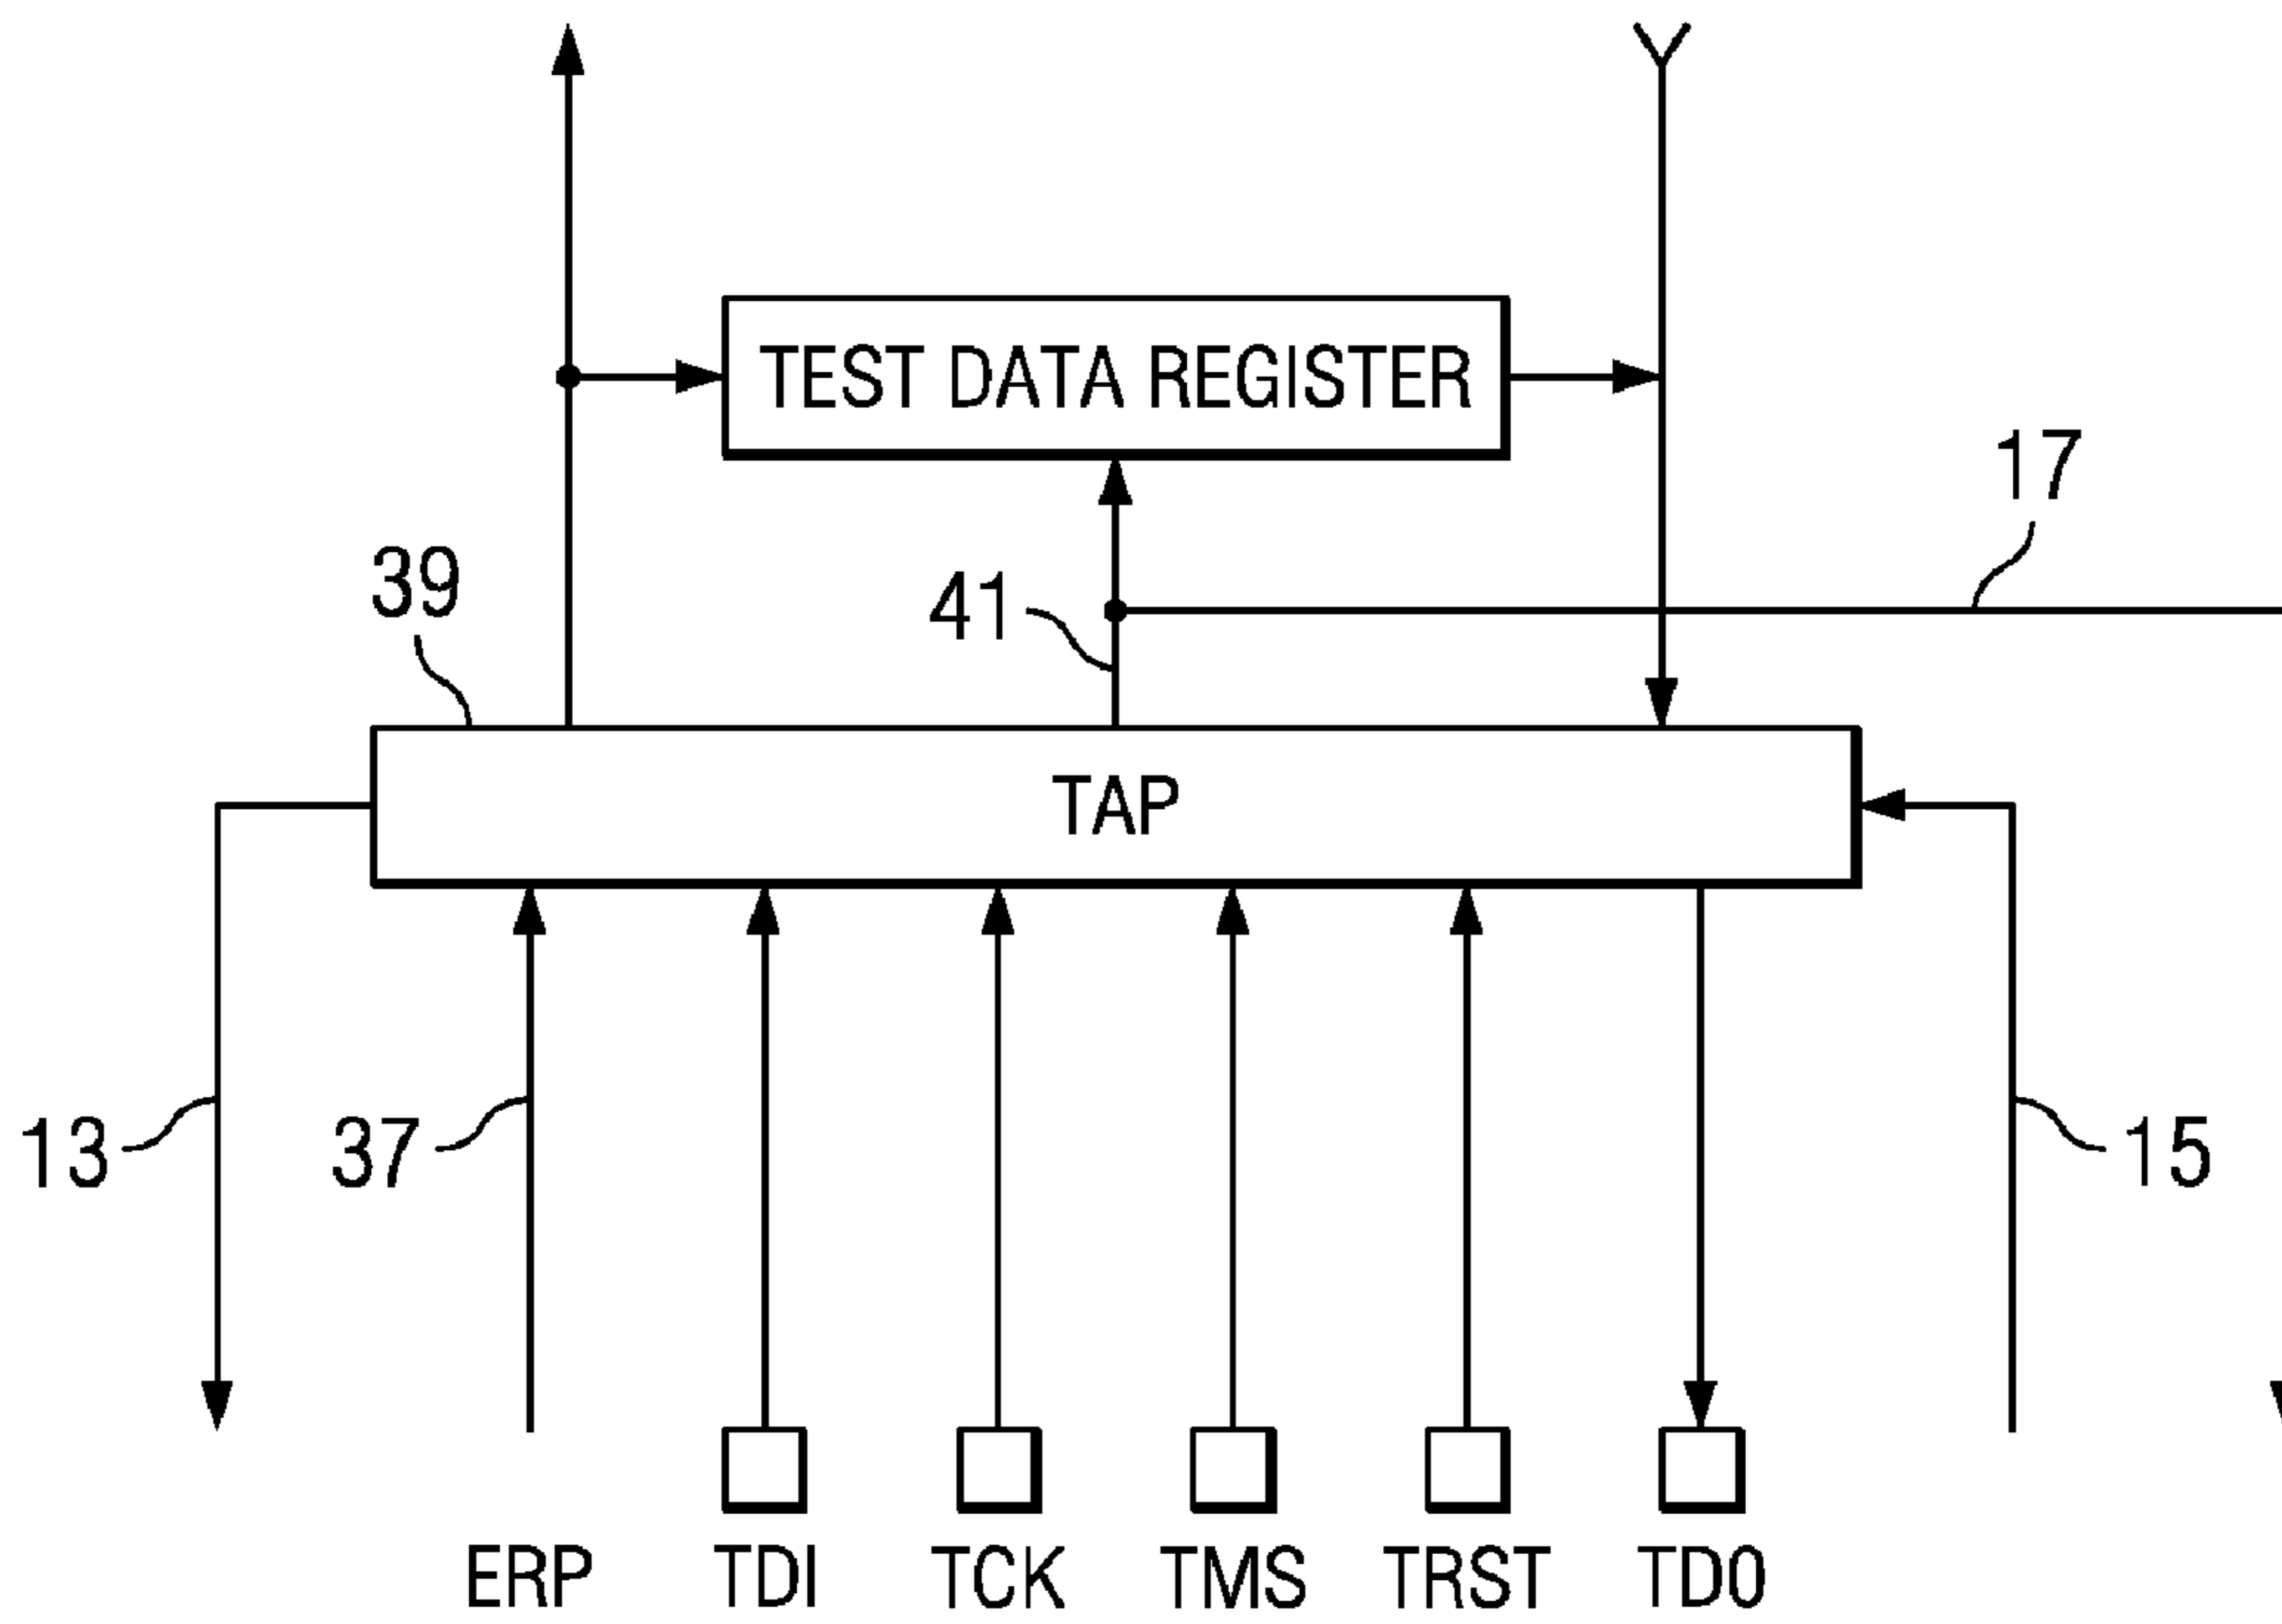 TEST DATA REGISTER
17
39
41
TAP
13
37
15
ERP TDI TCK TMS TRST TDO